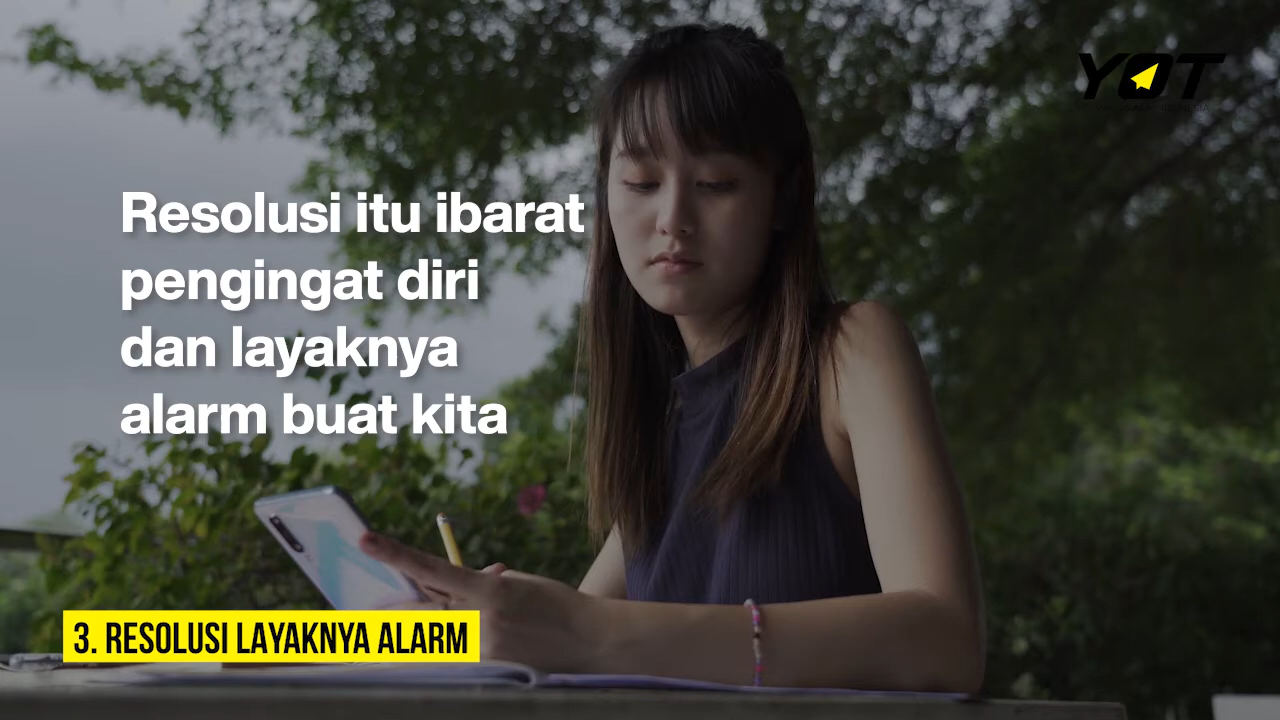 YOT
Resolusi itu ibarat
pengingat diri
dan layaknya
alarm buat kita
3. RESOLUSI LAYAKNYA ALARM